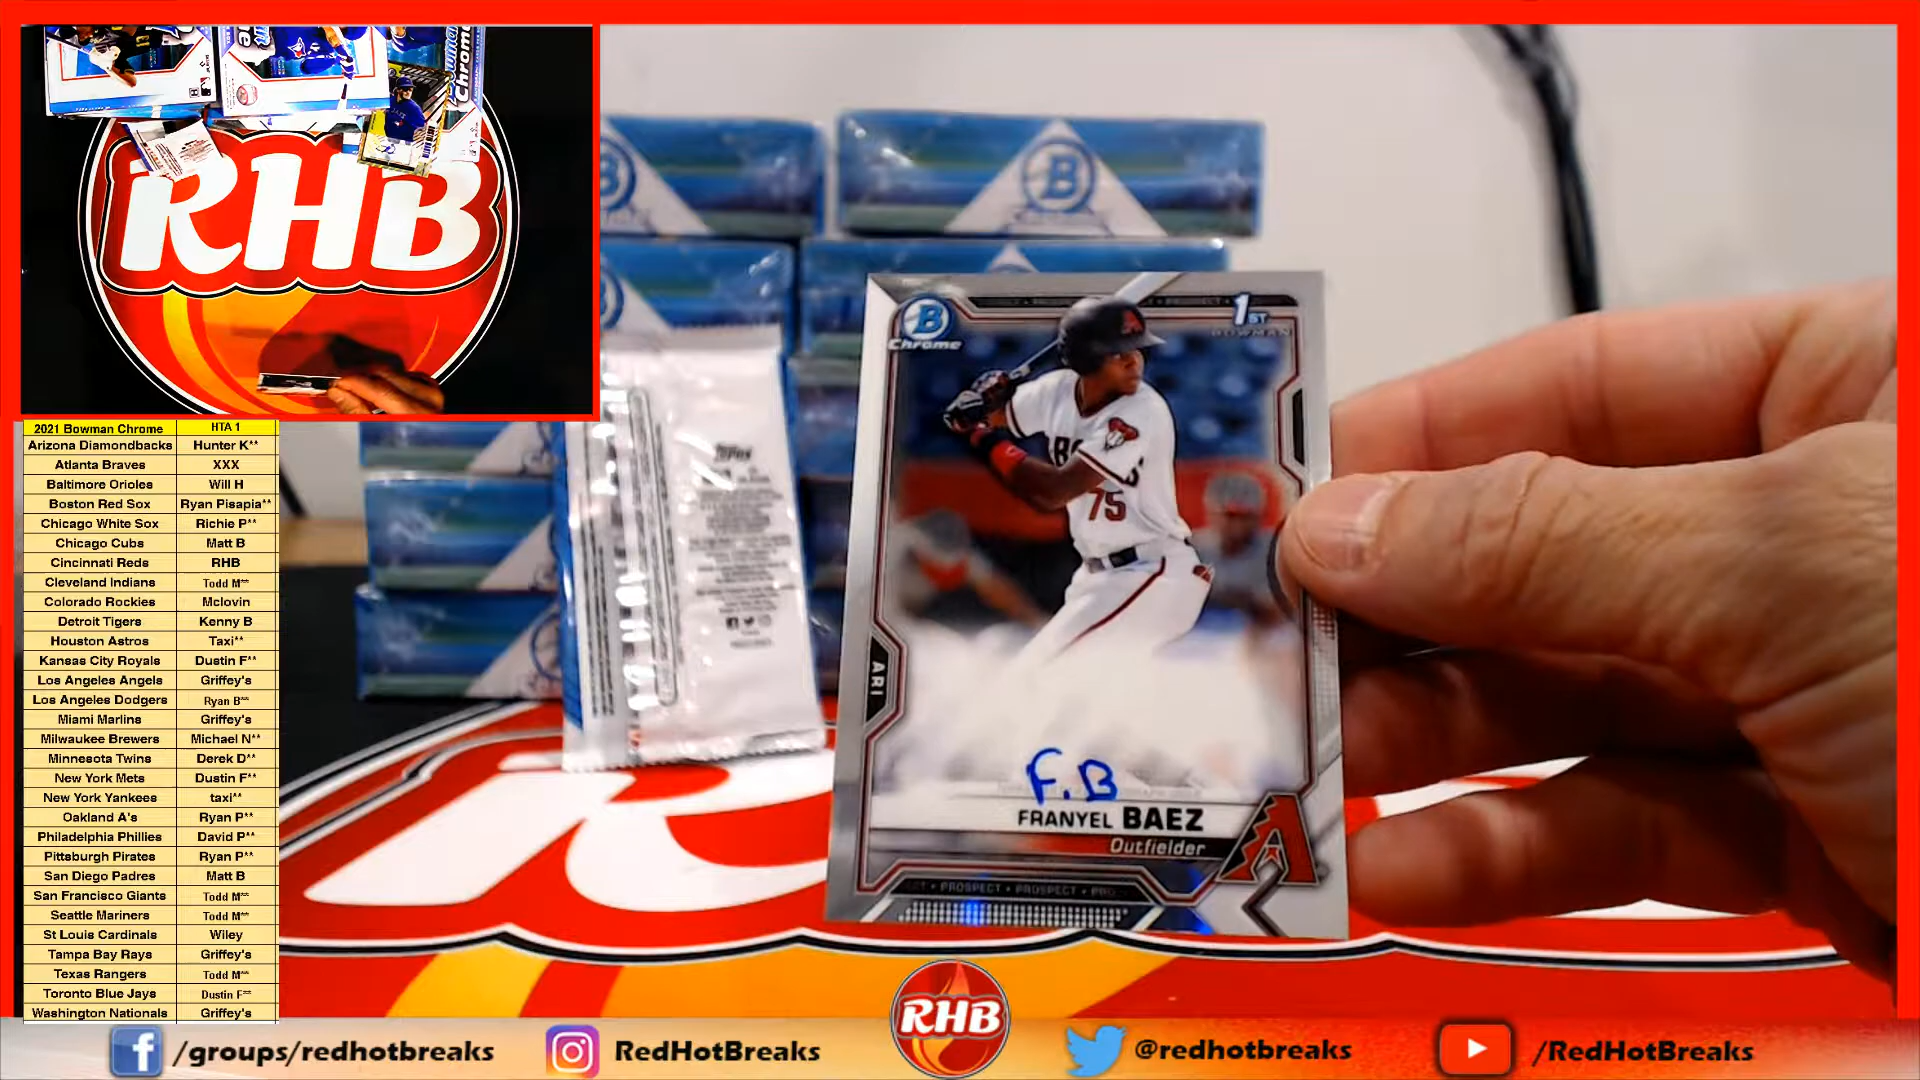 RHB
2021 Bowman Chrome HTA 1
Arizona Diamondbacks Hunter K**
Atlanta Braves XXX
Baltimore Orioles Will H
Boston Red Sox Ryan Pisapia**
Chicago White Sox Richie P**
Chicago Cubs Matt B
Cincinnati Reds RHB
Cleveland Indians Todd M**
Colorado Rockies Mclovin
Detroit Tigers Kenny B
Houston Astros Taxi**
Kansas City Royals Dustin F**
Los Angeles Angels Griffey's
Los Angeles Dodgers Ryan B**
Miami Marlins Griffey's
Milwaukee Brewers Michael N**
Minnesota Twins Derek D**
New York Mets Dustin F**
New York Yankees taxi**
Oakland A's Ryan P**
Philadelphia Phillies David P**
Pittsburgh Pirates Ryan P**
San Diego Padres Matt B
San Francisco Giants Todd M**
Seattle Mariners Todd M**
St Louis Cardinals Wiley
Tampa Bay Rays Griffey's
Texas Rangers Todd M**
Toronto Blue Jays Dustin F**
Washington Nationals Griffey's
B
Topps
B
Chrome
1ST
BOWMAN
A
75
ARI
F.B
FRANYEL BAEZ
Outfielder
PROSPECT • PROSPECT
RHB
/groups/redhotbreaks
RedHotBreaks
@redhotbreaks
/RedHotBreaks